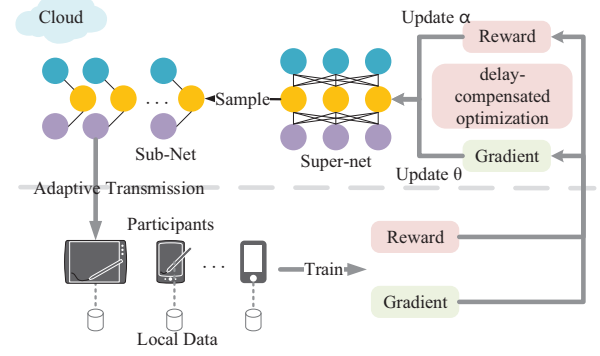 Cloud
Update α
Reward
delay-
compensated
optimization
Sample
...
Sub-Net
Super-net
Gradient
Update θ
Adaptive Transmission
Participants
Reward
...
Train
Gradient
Local Data